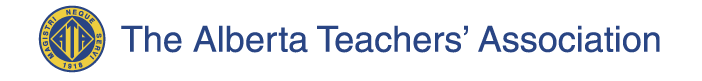 MAGISTRI NEQUE SERVI
ATA
1918
The Alberta Teachers’ Association